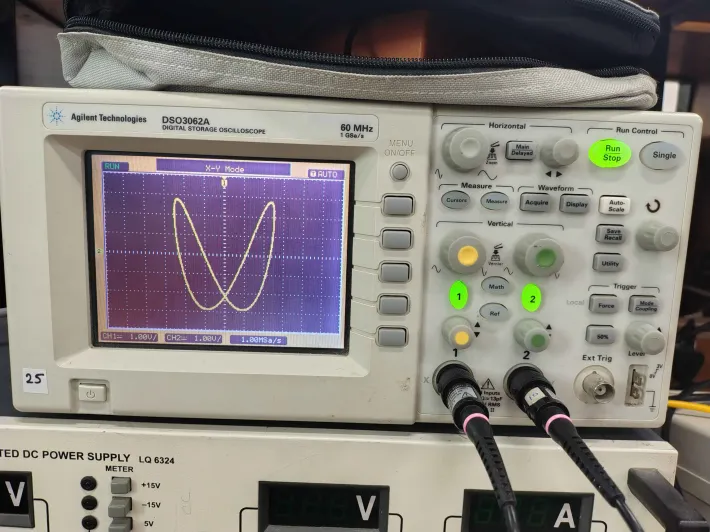 Agilent Technologies
DSO3062A
DIGITAL STORAGE OSCILLOSCOPE
60 MHz
1 GSa/s
MENU
ON/OFF
RUN
X-Y Mode
AUTO
CH1= 1.00V/ CH2= 1.00V/ 1.00MSa/s
25
Horizontal
Main
Delayed
Run Control
Run
Stop
Single
Measure
Cursors
Measure
Waveform
Acquire
Display
Auto-
Scale
Save
Recall
Utility
Vertical
Math
Ref
1
2
Local
Trigger
Force
Mode
Coupling
50%
Level
Ext Trig
1
2
X
Inputs
DC POWER SUPPLY LQ 6324
METER
+15V
-15V
5V
V
V
A